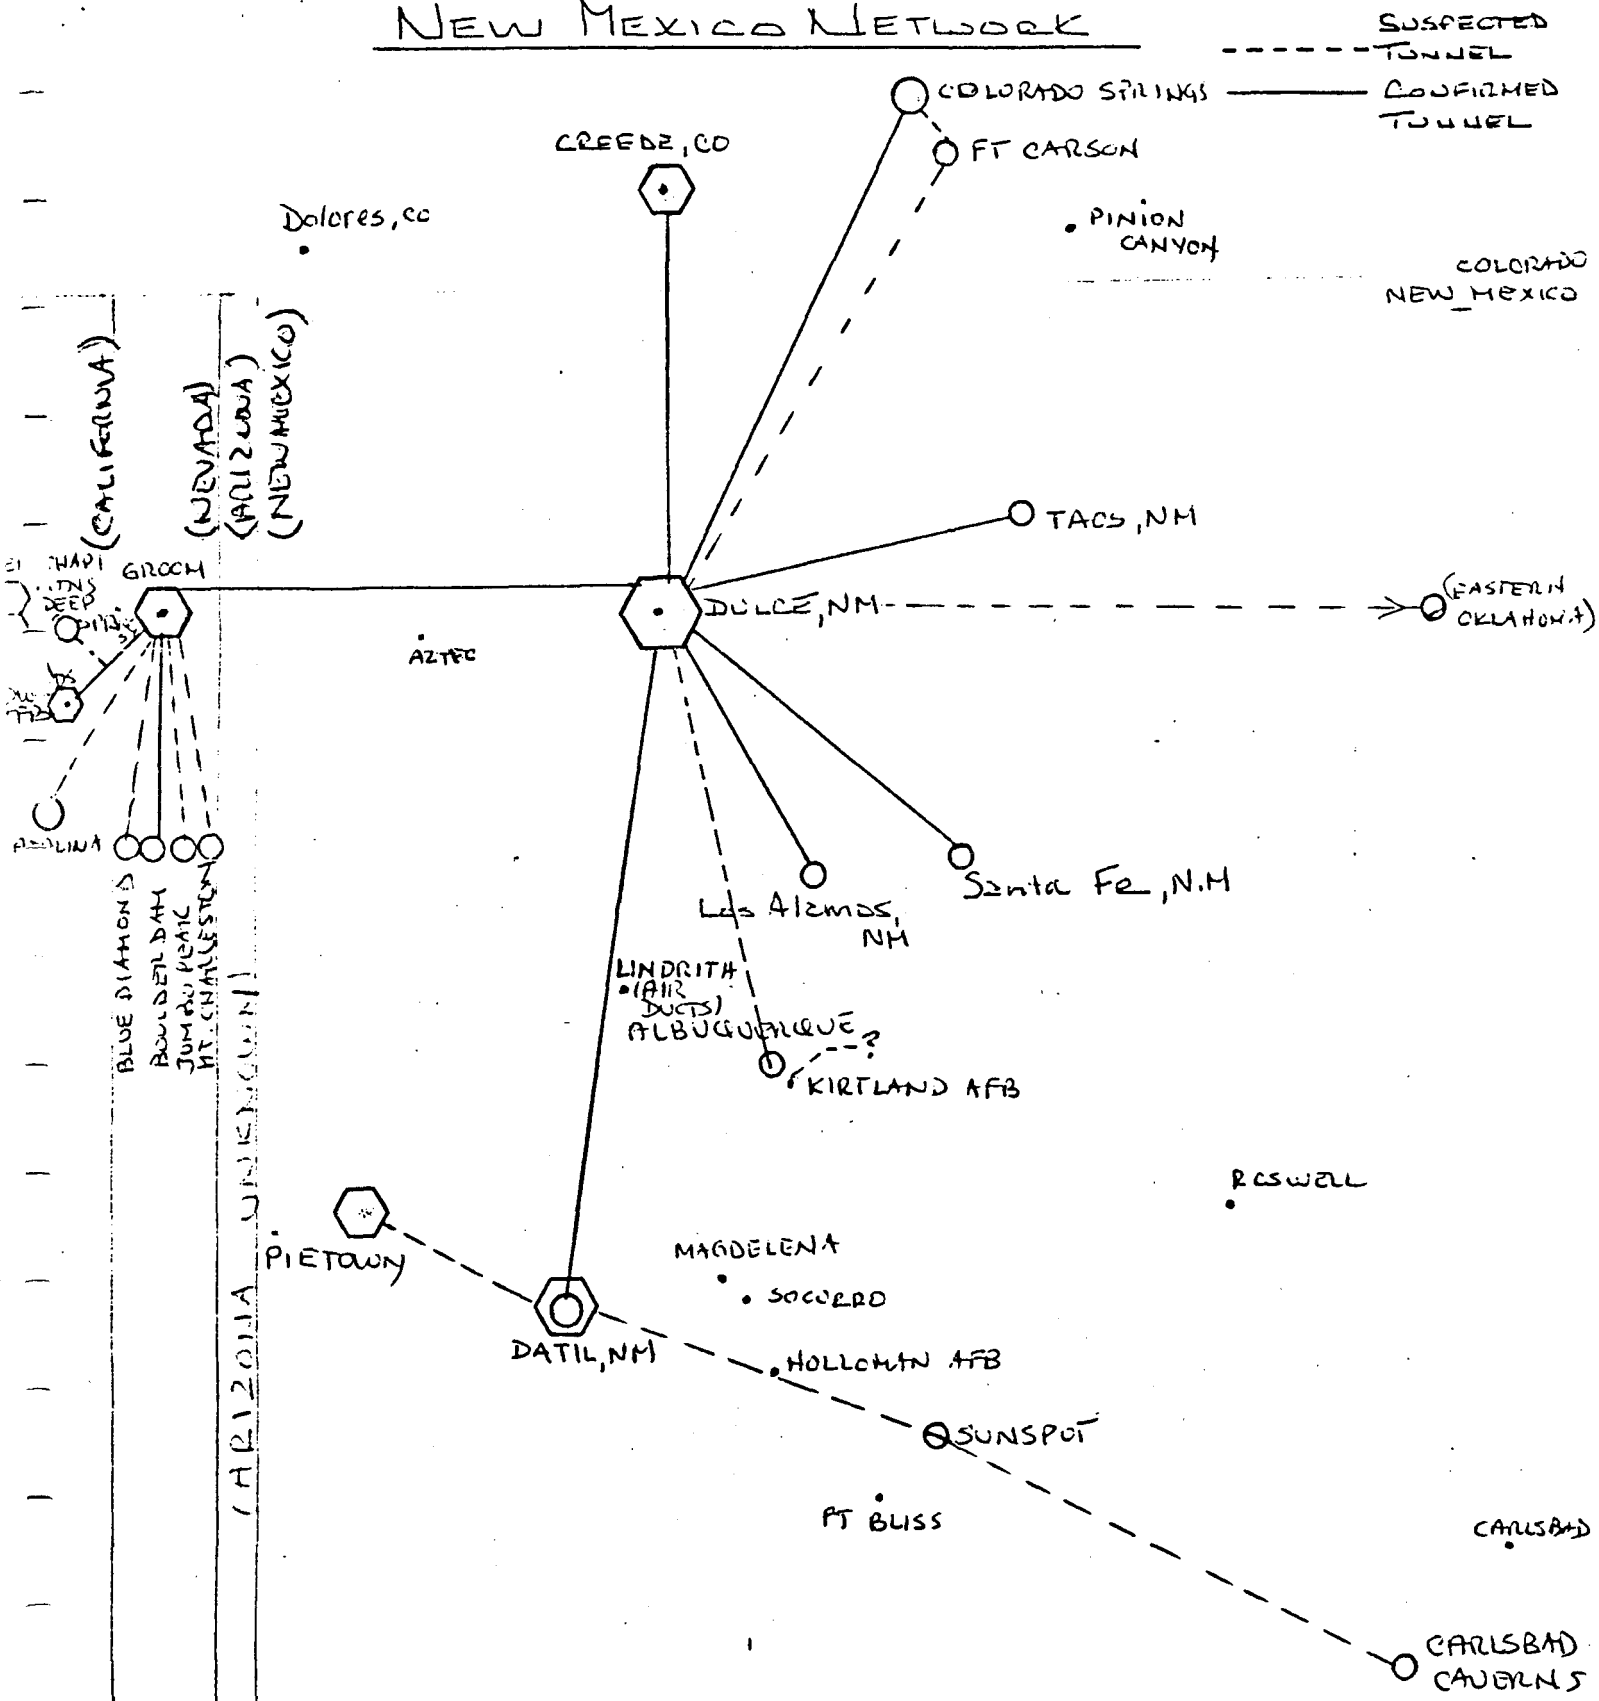 NEW MEXICO NETWORK
SUSPECTED
TUNNEL
COLORADO SPRINGS
CONFIRMED
TUNNEL
CREEDE, CO
FT CARSON
Dolores, co
PINION
CANYON
COLORADO
NEW MEXICO
(CALIFORNIA)
(NEVADA)
(ARIZONA)
(NEW MEXICO)
TAOS, NM
GROOM
DEEP
DULCE, NM
(EASTERN
OKLAHOMA)
AZTEC
BLUE DIAMOND
BOULDER DAM
JUMBO PEAK
MT. CHARLESTON
(ARIZONA UNKNOWN)
Los Alamos,
NM
Santa Fe, N.M
LINDRITH
(AIR
DUCTS)
ALBUQUERQUE
?
KIRTLAND AFB
ROSWELL
PIETOWN
MAGDELENA
SOCORRO
DATIL, NM
HOLLOMAN AFB
SUNSPOT
FT BLISS
CARLSBAD
CARLSBAD
CAVERNS